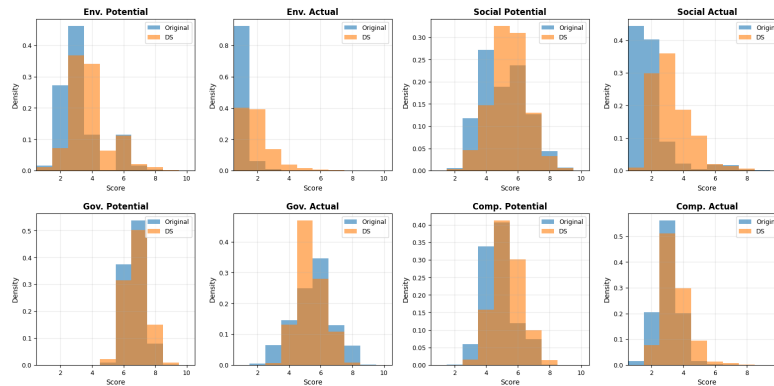 Env. Potential
Original
DS
Density
0.4
0.3
0.2
0.1
0.0
2 4 6 8 10
Score
Env. Actual
Original
DS
Density
0.8
0.6
0.4
0.2
0.0
2 4 6 8 10
Score
Social Potential
Original
DS
Density
0.30
0.25
0.20
0.15
0.10
0.05
0.00
2 4 6 8 10
Score
Social Actual
Original
DS
Density
0.4
0.3
0.2
0.1
0.0
2 4 6 8
Score
Gov. Potential
Original
DS
Density
0.5
0.4
0.3
0.2
0.1
0.0
2 4 6 8 10
Score
Gov. Actual
Original
DS
Density
0.4
0.3
0.2
0.1
0.0
2 4 6 8 10
Score
Comp. Potential
Original
DS
Density
0.40
0.35
0.30
0.25
0.20
0.15
0.10
0.05
0.00
2 4 6 8 10
Score
Comp. Actual
Original
DS
Density
0.6
0.5
0.4
0.3
0.2
0.1
0.0
2 4 6 8
Score